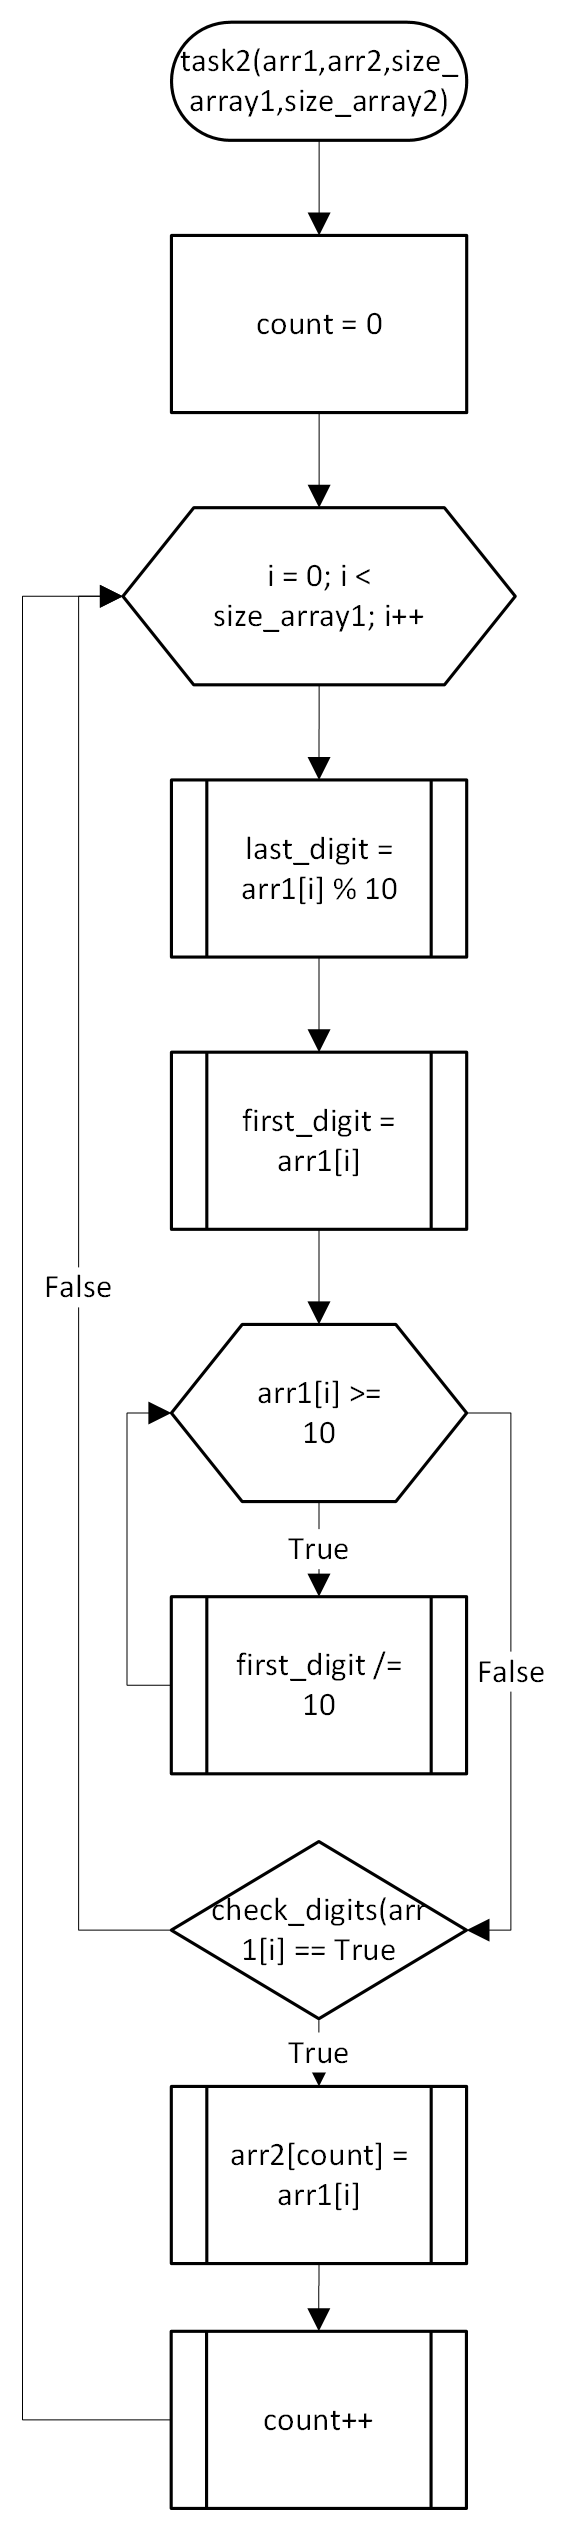 task2(arr1,arr2,size_
array1,size_array2)
count = 0
i = 0; i <
size_array1; i++
last_digit =
arr1[i] % 10
first_digit =
arr1[i]
False
arr1[i] >=
10
True
first_digit /=
10
False
check_digits(arr
1[i] == True
True
arr2[count] =
arr1[i]
count++